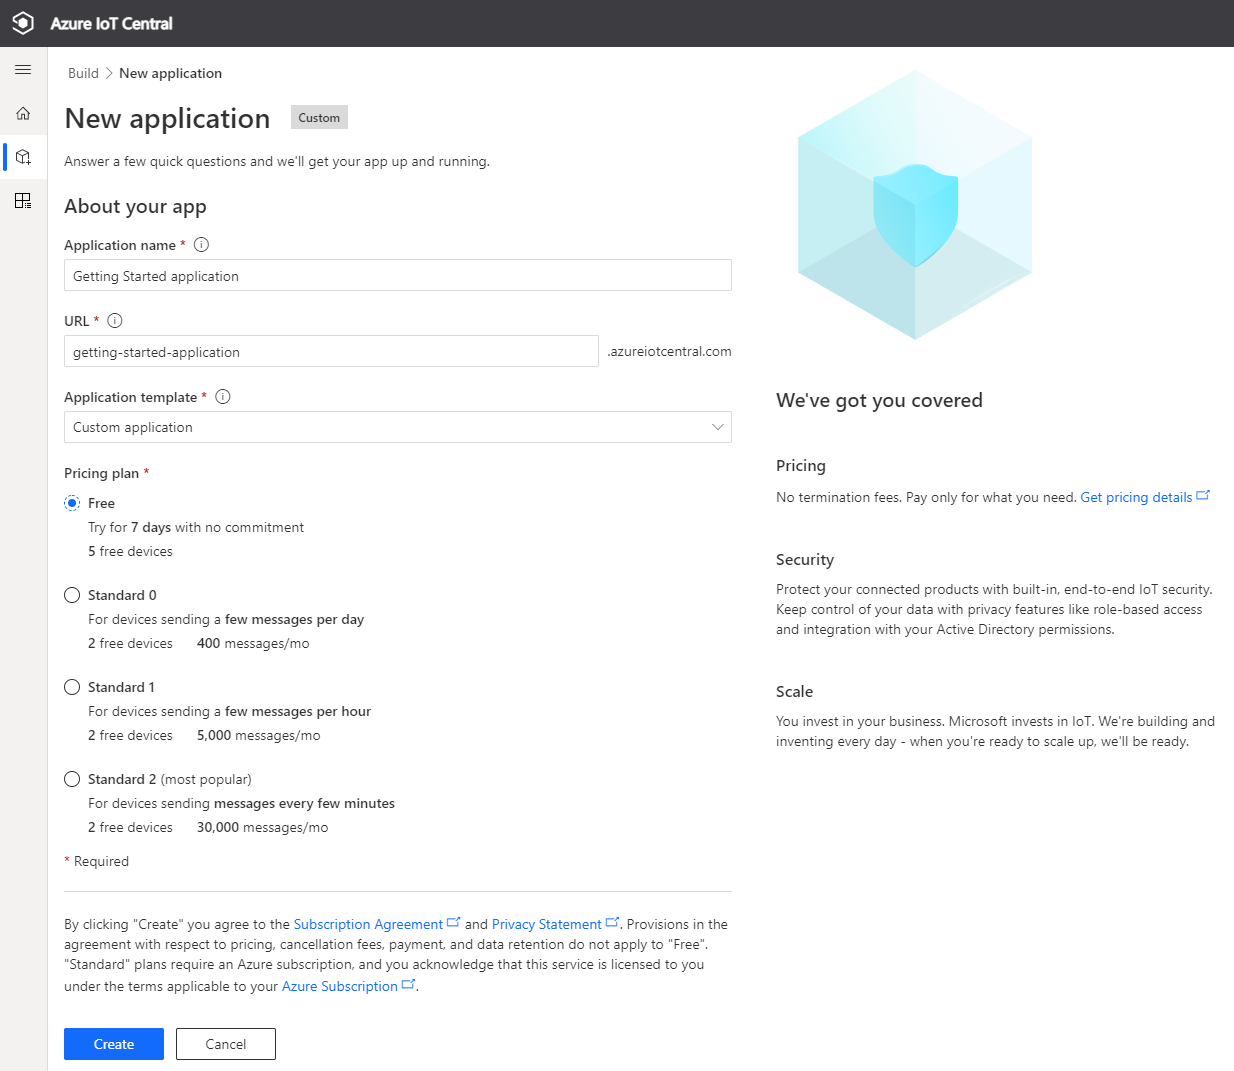 Azure IoT Central
Build > New application
New application Custom
Answer a few quick questions and we'll get your app up and running.
About your app
Application name *
Getting Started application
URL *
getting-started-application .azureiotcentral.com
Application template *
Custom application
Pricing plan *
Free
Try for 7 days with no commitment
5 free devices
Standard 0
For devices sending a few messages per day
2 free devices 400 messages/mo
Standard 1
For devices sending a few messages per hour
2 free devices 5,000 messages/mo
Standard 2 (most popular)
For devices sending messages every few minutes
2 free devices 30,000 messages/mo
* Required
By clicking "Create" you agree to the Subscription Agreement and Privacy Statement. Provisions in the
agreement with respect to pricing, cancellation fees, payment, and data retention do not apply to "Free".
"Standard" plans require an Azure subscription, and you acknowledge that this service is licensed to you
under the terms applicable to your Azure Subscription.
Create Cancel
We've got you covered
Pricing
No termination fees. Pay only for what you need. Get pricing details
Security
Protect your connected products with built-in, end-to-end IoT security.
Keep control of your data with privacy features like role-based access
and integration with your Active Directory permissions.
Scale
You invest in your business. Microsoft invests in IoT. We're building and
inventing every day - when you're ready to scale up, we'll be ready.